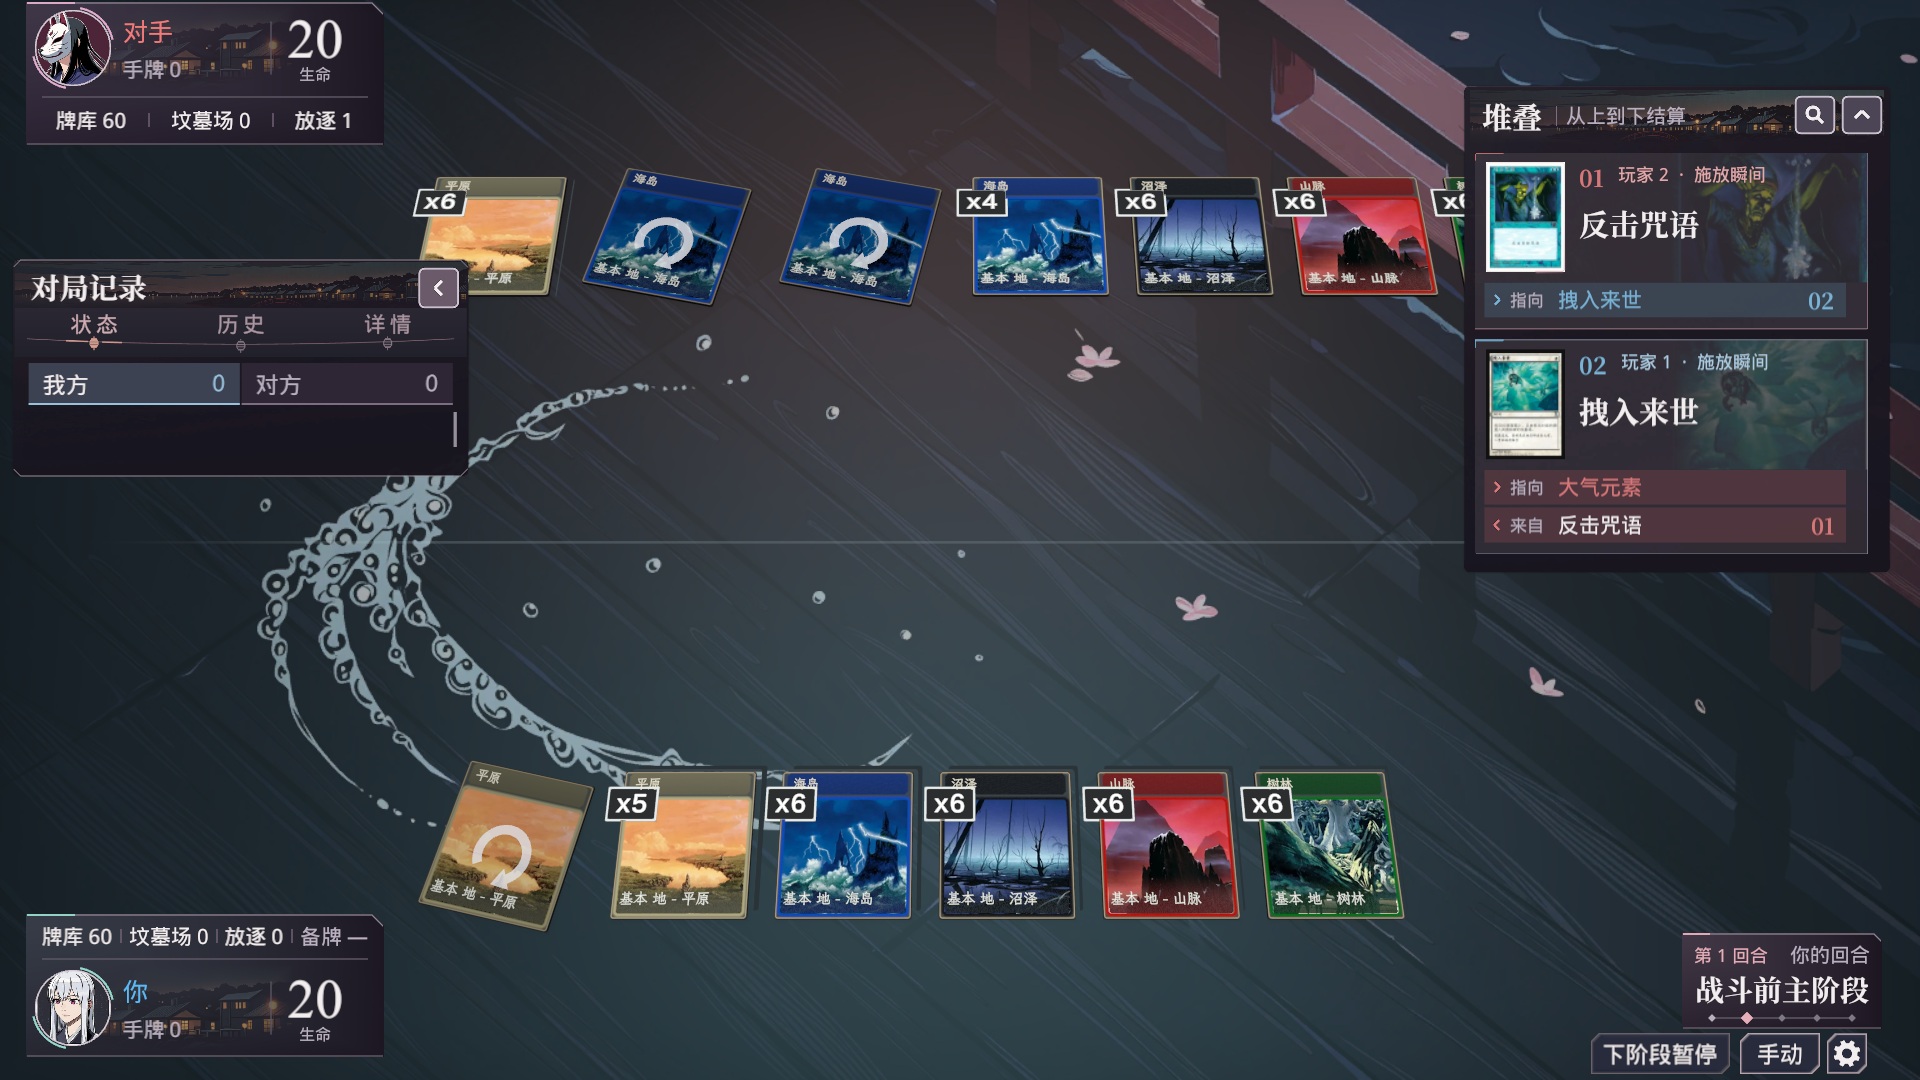 对手
手牌 0
20
生命
牌库 60
坟墓场 0
放逐 1
平原
x6
- 平原
海岛
基本 地 - 海岛
海岛
基本 地 - 海岛
海岛
x4
基本 地 - 海岛
沼泽
x6
基本 地 - 沼泽
山脉
x6
基本 地 - 山脉
堆叠
从上到下结算
01 玩家 2 · 施放瞬间
反击咒语
指向 拽入来世 02
02 玩家 1 · 施放瞬间
拽入来世
指向 大气元素
来自 反击咒语 01
对局记录
状态
历史
详情
我方 0
对方 0
平原
基本 地 - 平原
平原
x5
基本 地 - 平原
海岛
x6
基本 地 - 海岛
沼泽
x6
基本 地 - 沼泽
山脉
x6
基本 地 - 山脉
树林
x6
基本 地 - 树林
牌库 60
坟墓场 0
放逐 0
备牌 —
你
手牌 0
20
生命
第 1 回合 你的回合
战斗前主阶段
下阶段暂停
手动